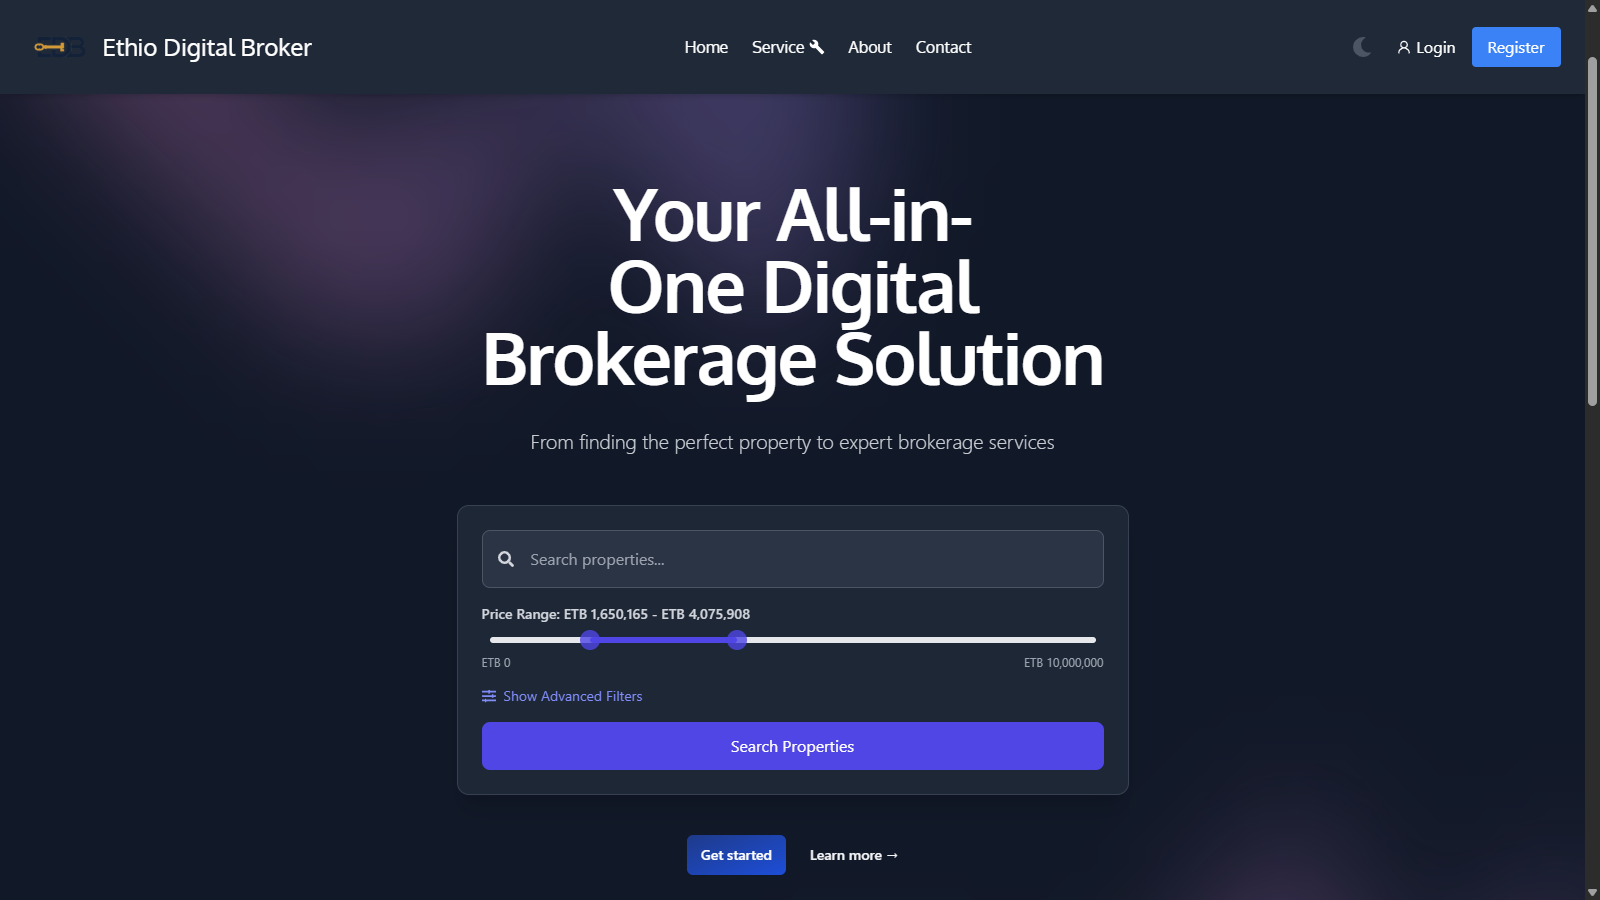 EDB
Ethio Digital Broker
Home
Service
About
Contact
Login
Register
Your All-in-
One Digital
Brokerage Solution
From finding the perfect property to expert brokerage services
Search properties...
Price Range: ETB 1,650,165 - ETB 4,075,908
ETB 0
ETB 10,000,000
Show Advanced Filters
Search Properties
Get started
Learn more →